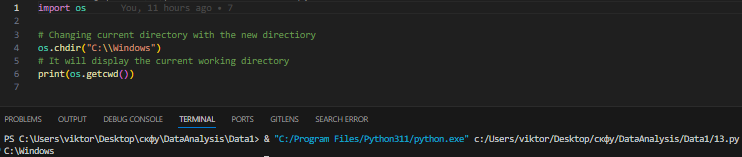 1 import os You, 11 hours ago • 7
2
3 # Changing current directory with the new directiory
4 os.chdir("C:\\Windows")
5 # It will display the current working directory
6 print(os.getcwd())
7
PROBLEMS OUTPUT DEBUG CONSOLE TERMINAL PORTS GITLENS SEARCH ERROR
PS C:\Users\viktor\Desktop\скфу\DataAnalysis\Data1> & "C:/Program Files/Python311/python.exe" c:/Users/viktor/Desktop/скфу/DataAnalysis/Data1/13.py
C:\Windows